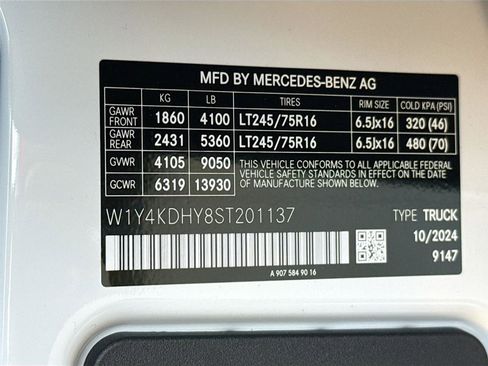 MFD BY MERCEDES-BENZ AG
KG LB TIRES RIM SIZE COLD KPA (PSI)
GAWR FRONT 1860 4100 LT245/75R16 6.5Jx16 320 (46)
GAWR REAR 2431 5360 LT245/75R16 6.5Jx16 480 (70)
GVWR 4105 9050 THIS VEHICLE CONFORMS TO ALL APPLICABLE
FEDERAL VEHICLE SAFETY STANDARDS IN EFFECT ON
GCWR 6319 13930 THE DATE OF MANUFACTURE SHOWN BELOW.
W1Y4KDHY8ST201137 TYPE TRUCK
10/2024
9147
A 907 584 90 16